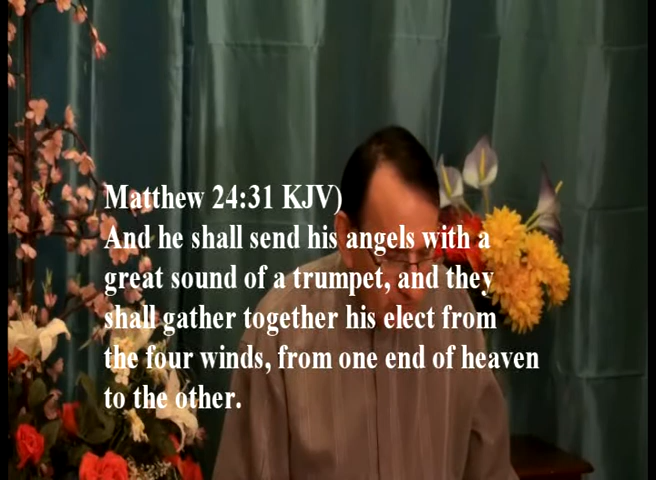 Matthew 24:31 KJV)
And he shall send his angels with a
great sound of a trumpet, and they
shall gather together his elect from
the four winds, from one end of heaven
to the other.